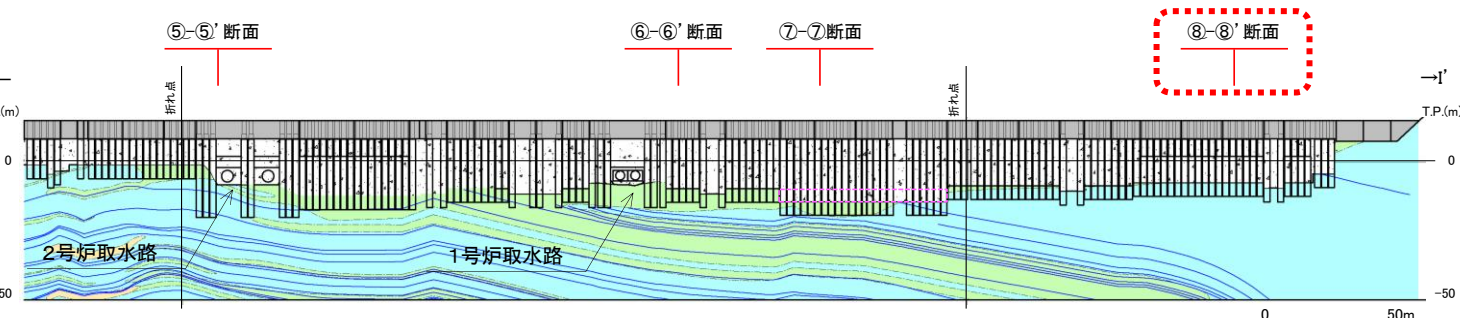 ⑤-⑤’断面
⑥-⑥’断面
⑦-⑦断面
⑧-⑧’断面
折れ点
折れ点
→I’
(m)
T.P.(m)
0
0
2号炉取水路
1号炉取水路
50
-50
0
50m